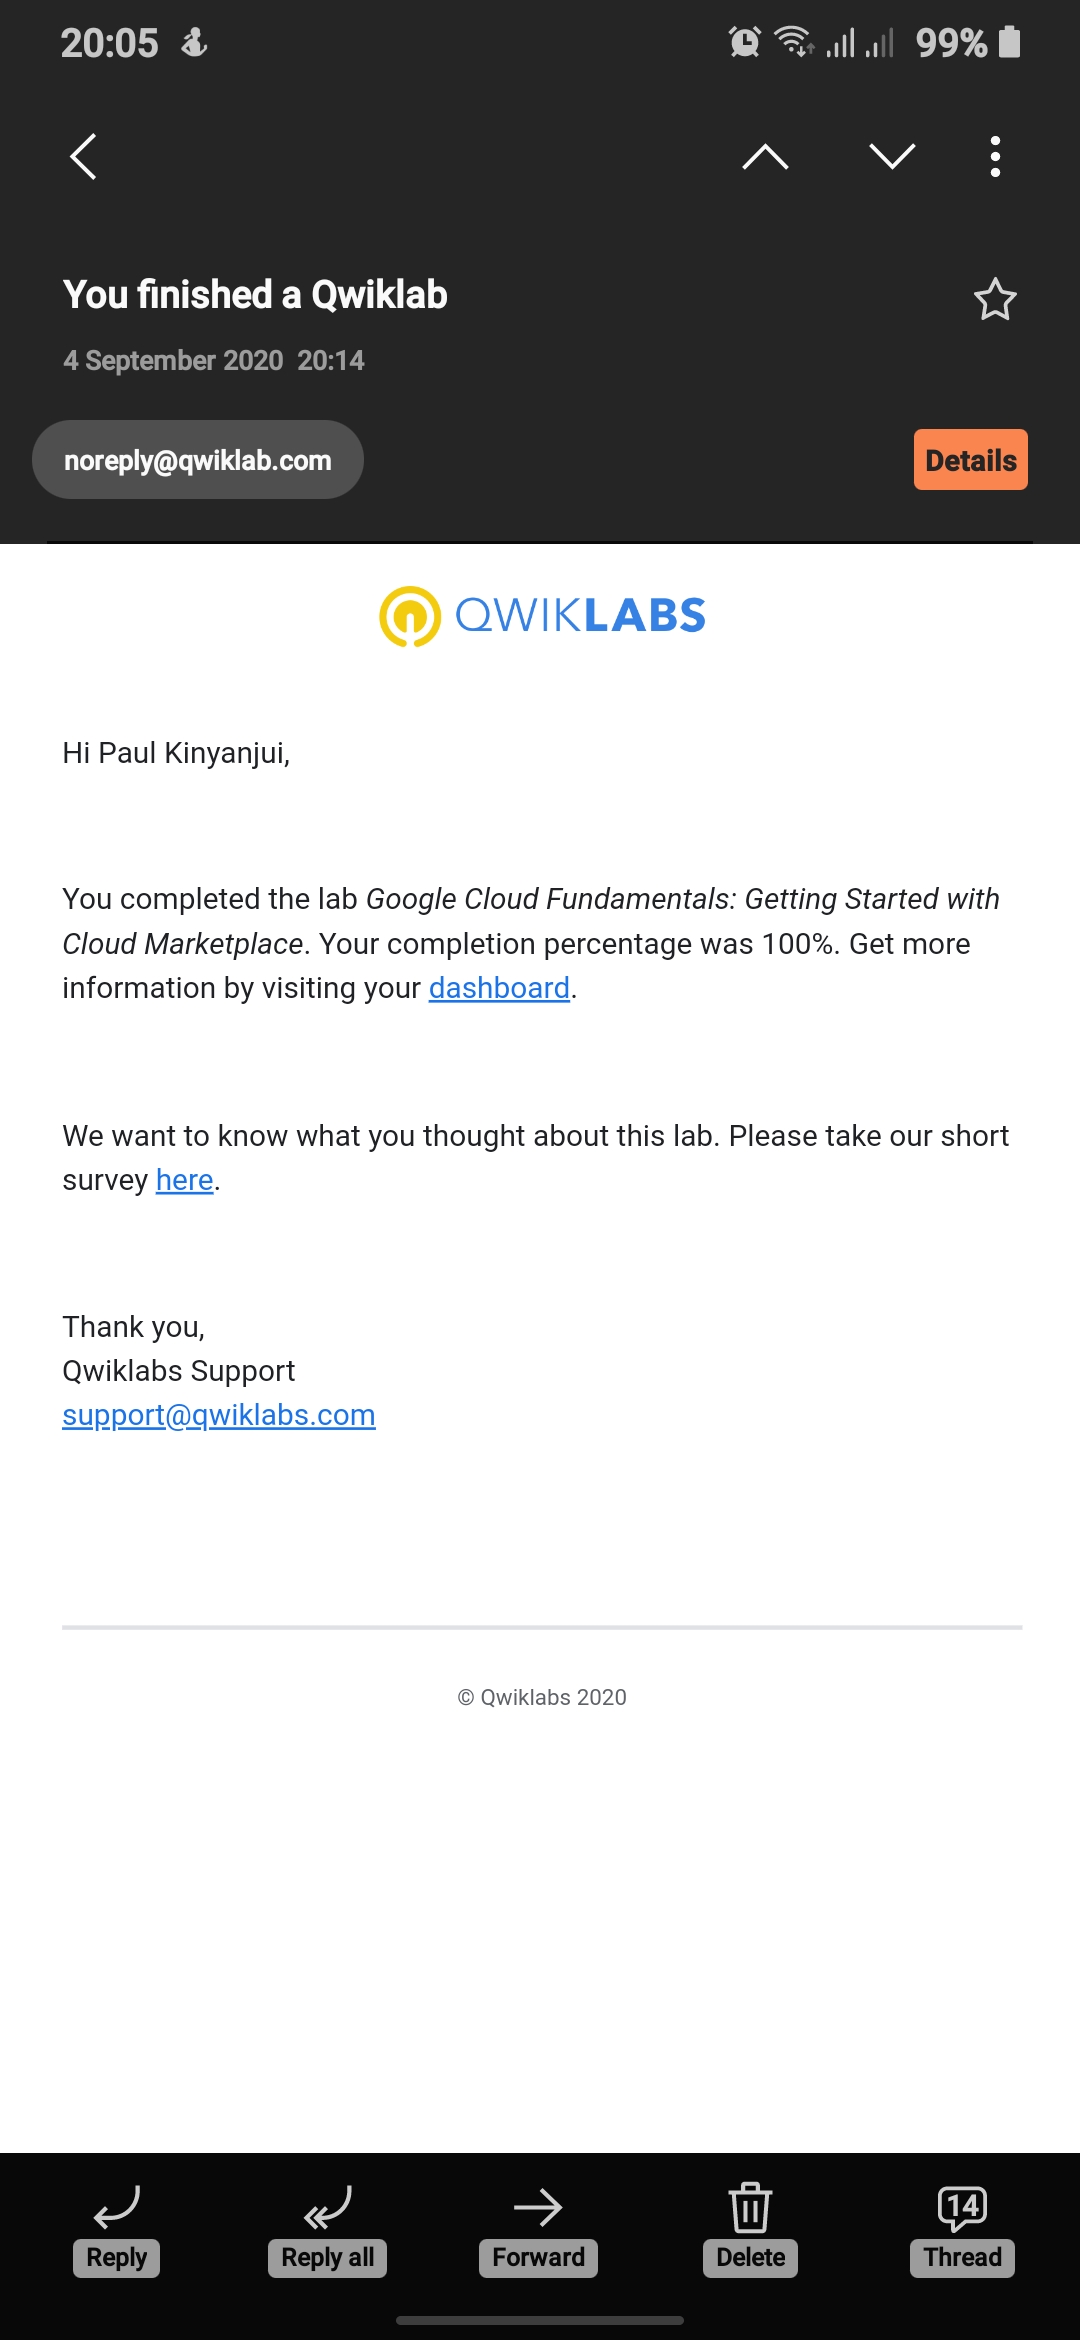 20:05
99%
You finished a Qwiklab
4 September 2020 20:14
noreply@qwiklab.com
Details
QWIKLABS
Hi Paul Kinyanjui,
You completed the lab Google Cloud Fundamentals: Getting Started with
Cloud Marketplace. Your completion percentage was 100%. Get more
information by visiting your dashboard.
We want to know what you thought about this lab. Please take our short
survey here.
Thank you,
Qwiklabs Support
support@qwiklabs.com
© Qwiklabs 2020
14
Reply Reply all Forward Delete Thread